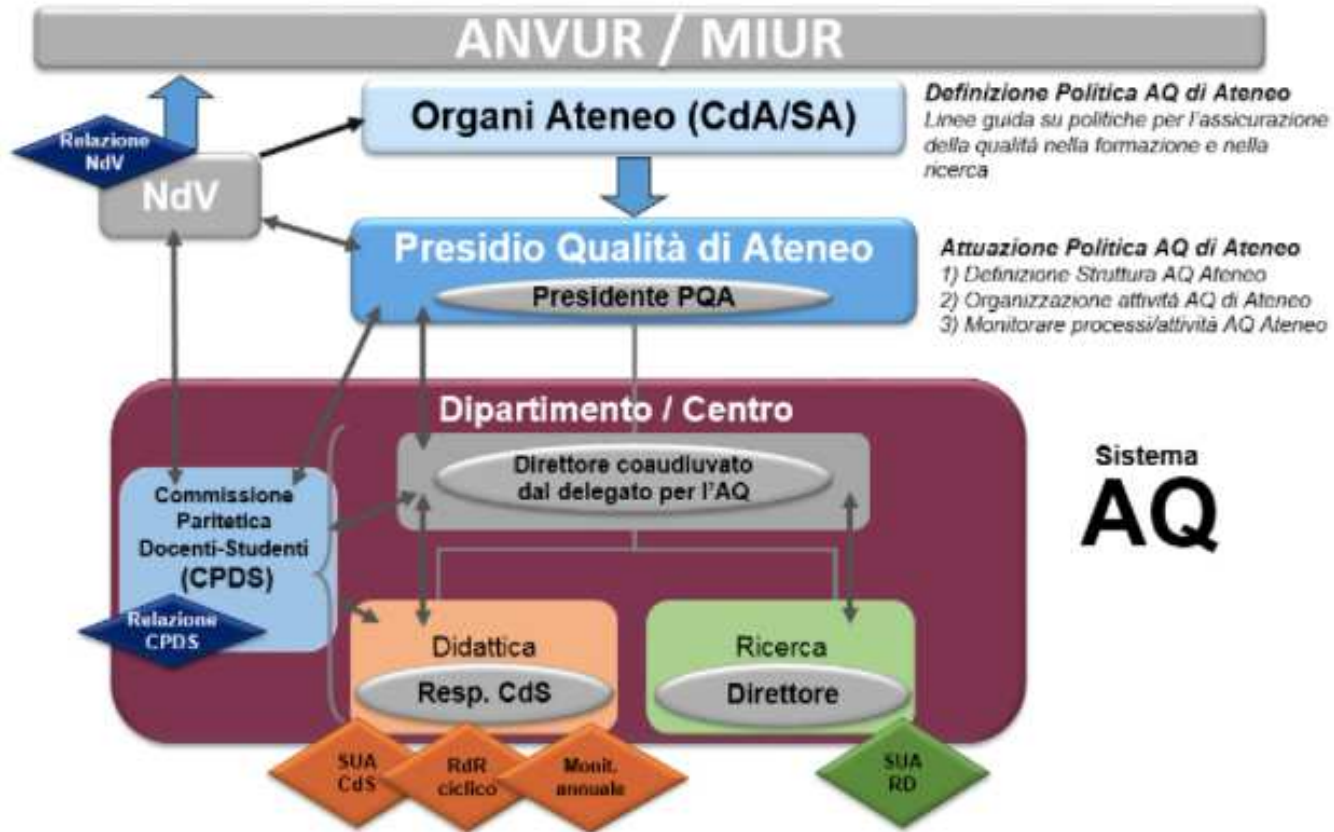 ANVUR / MIUR
Organi Ateneo (CdA/SA)
Definizione Politica AQ di Ateneo
Linee guida su politiche per l'assicurazione
della qualità nella formazione e nella
ricerca
Relazione
NdV
NdV
Presidio Qualità di Ateneo
Presidente PQA
Attuazione Politica AQ di Ateneo
1) Definizione Struttura AQ Ateneo
2) Organizzazione attività AQ di Ateneo
3) Monitorare processi/attività AQ Ateneo
Dipartimento / Centro
Direttore coaudiuvato
dal delegato per l'AQ
Commissione
Paritetica
Docenti-Studenti
(CPDS)
Relazione
CPDS
Sistema
AQ
Didattica
Resp. CdS
Ricerca
Direttore
SUA
CdS
RdR
ciclico
Monit.
annuale
SUA
RD